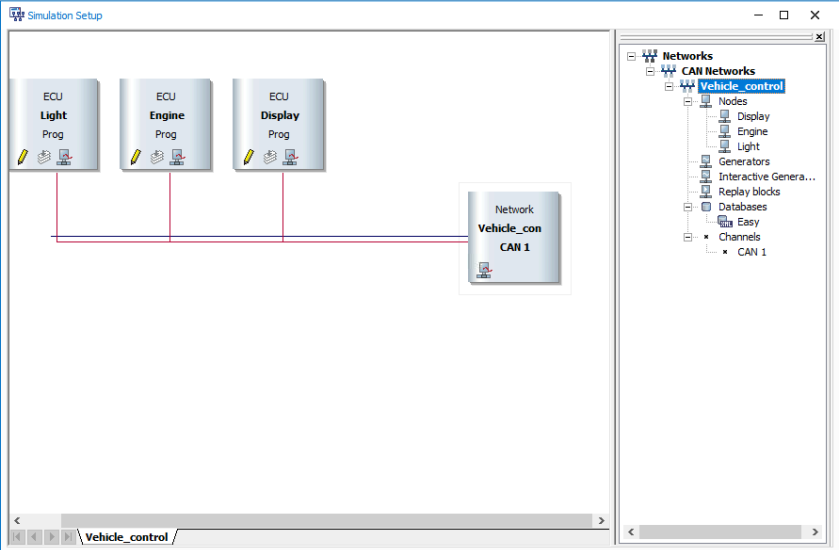 Simulation Setup
ECU
Light
Prog
ECU
Engine
Prog
ECU
Display
Prog
Network
Vehicle_con
CAN 1
Vehicle_control
Networks
CAN Networks
Vehicle_control
Nodes
Display
Engine
Light
Generators
Interactive Genera...
Replay blocks
Databases
Easy
Channels
CAN 1